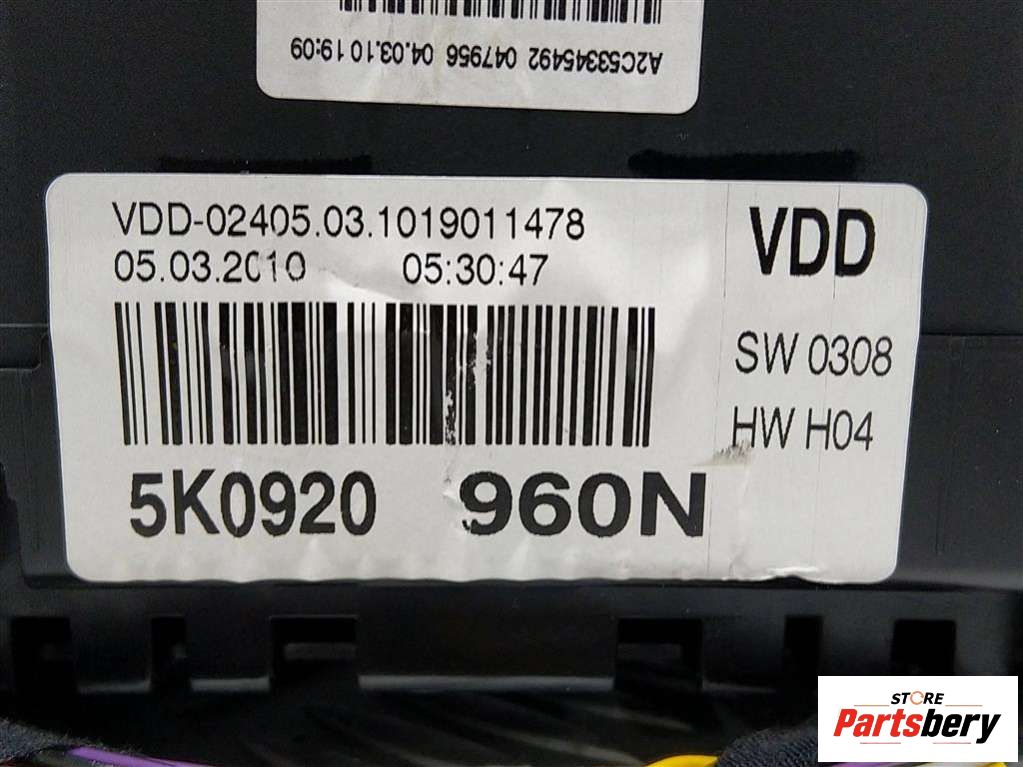 A2C53345492 047956 04.03.10 19:09
VDD-02405.03.1019011478
05.03.2010 05:30:47
VDD
SW 0308
HW H04
5K0920 960N
STORE
Partsbery